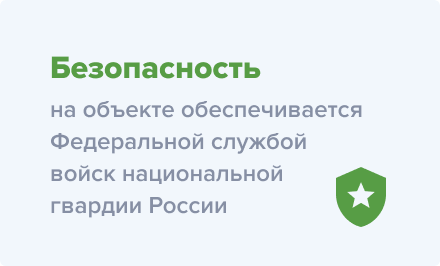 Безопасность
на объекте обеспечивается
Федеральной службой
войск национальной
гвардии России